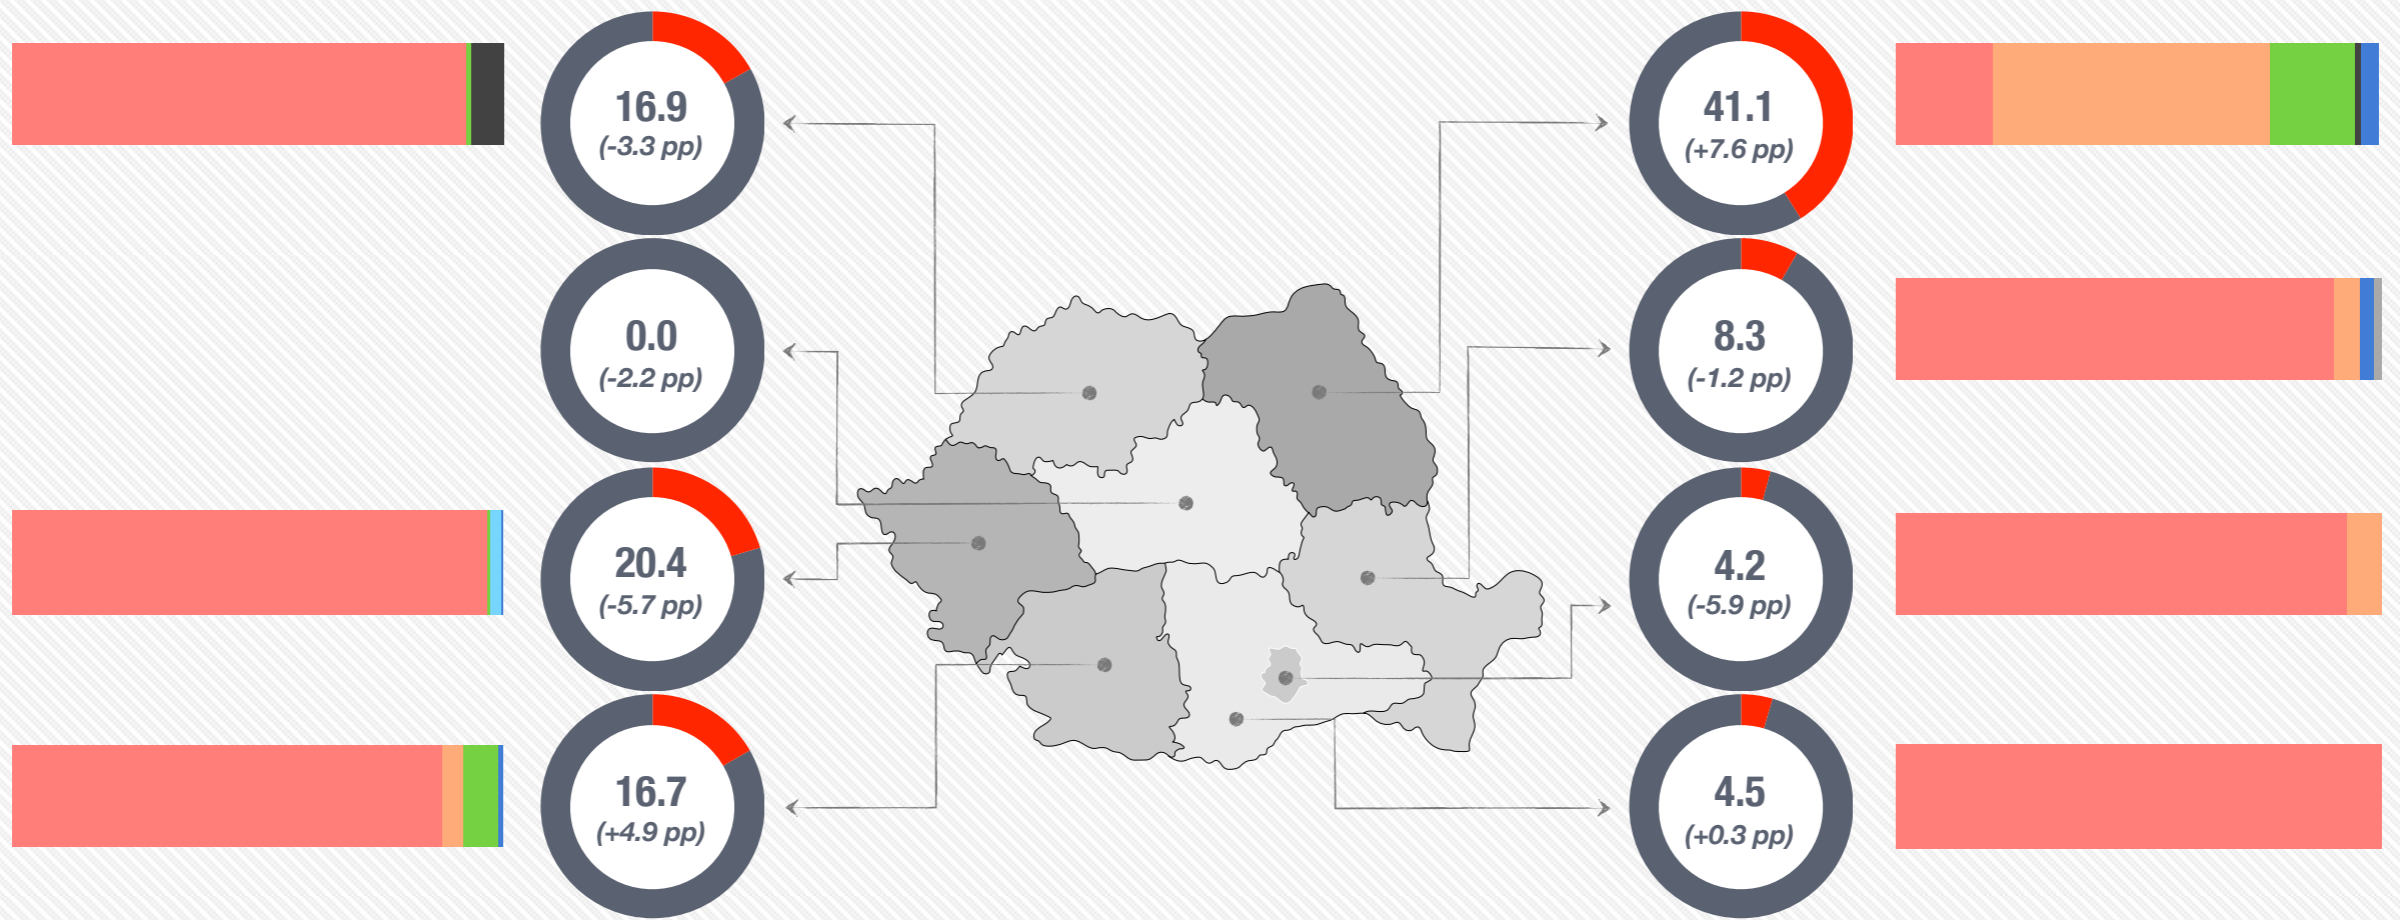 16.9
(-3.3 pp)
0.0
(-2.2 pp)
20.4
(-5.7 pp)
16.7
(+4.9 pp)
41.1
(+7.6 pp)
8.3
(-1.2 pp)
4.2
(-5.9 pp)
4.5
(+0.3 pp)